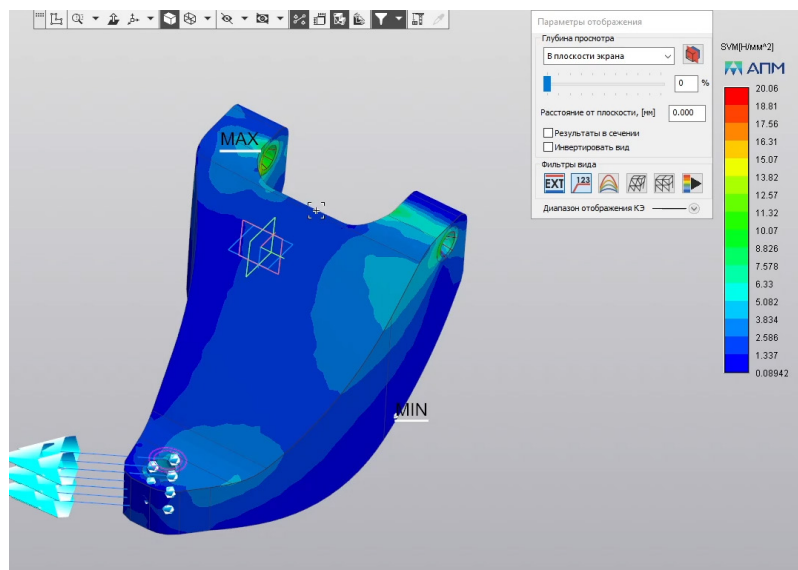 Параметры отображения
Глубина просмотра
В плоскости экрана
0 %
Расстояние от плоскости, [мм] 0.000
Результаты в сечении
Инвертировать вид
Фильтры вида
EXT 123
Диапазон отображения КЭ
SVM[Н/мм^2]
АПМ
20.06
18.81
17.56
16.31
15.07
13.82
12.57
11.32
10.07
8.826
7.578
6.33
5.082
3.834
2.586
1.337
0.08942
MAX
MIN